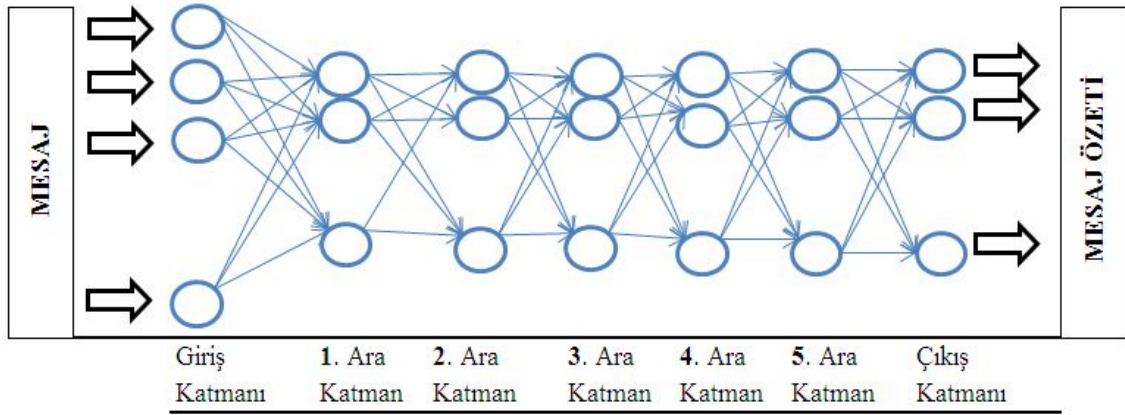 MESAJ
MESAJ ÖZETİ
Giriş Katmanı
1. Ara Katman
2. Ara Katman
3. Ara Katman
4. Ara Katman
5. Ara Katman
Çıkış Katmanı